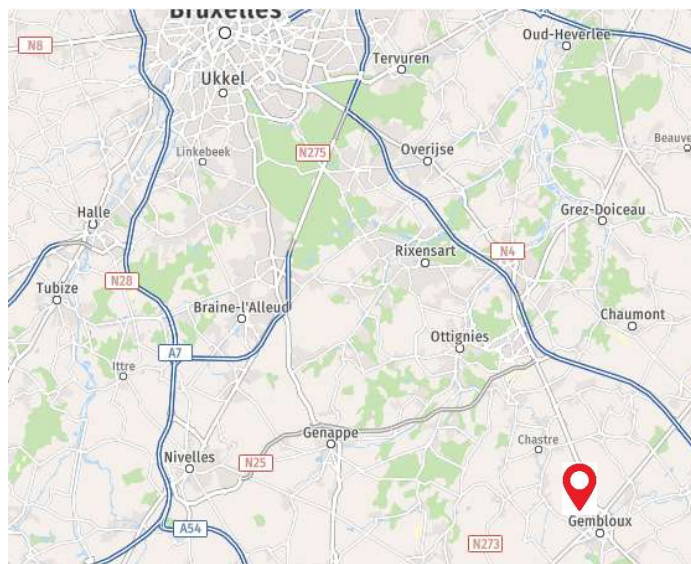 Bruxelles
Oud-Heverlee
N8
Tervuren
Ukkel
Beauve
Linkebeek
N275
Overijse
Halle
Grez-Doiceau
Rixensart
N4
N28
Tubize
Braine-l'Alleud
Chaumont
Ottignies
A7
Ittre
Genappe
Chastre
Nivelles
N25
Gembloux
A54
N273